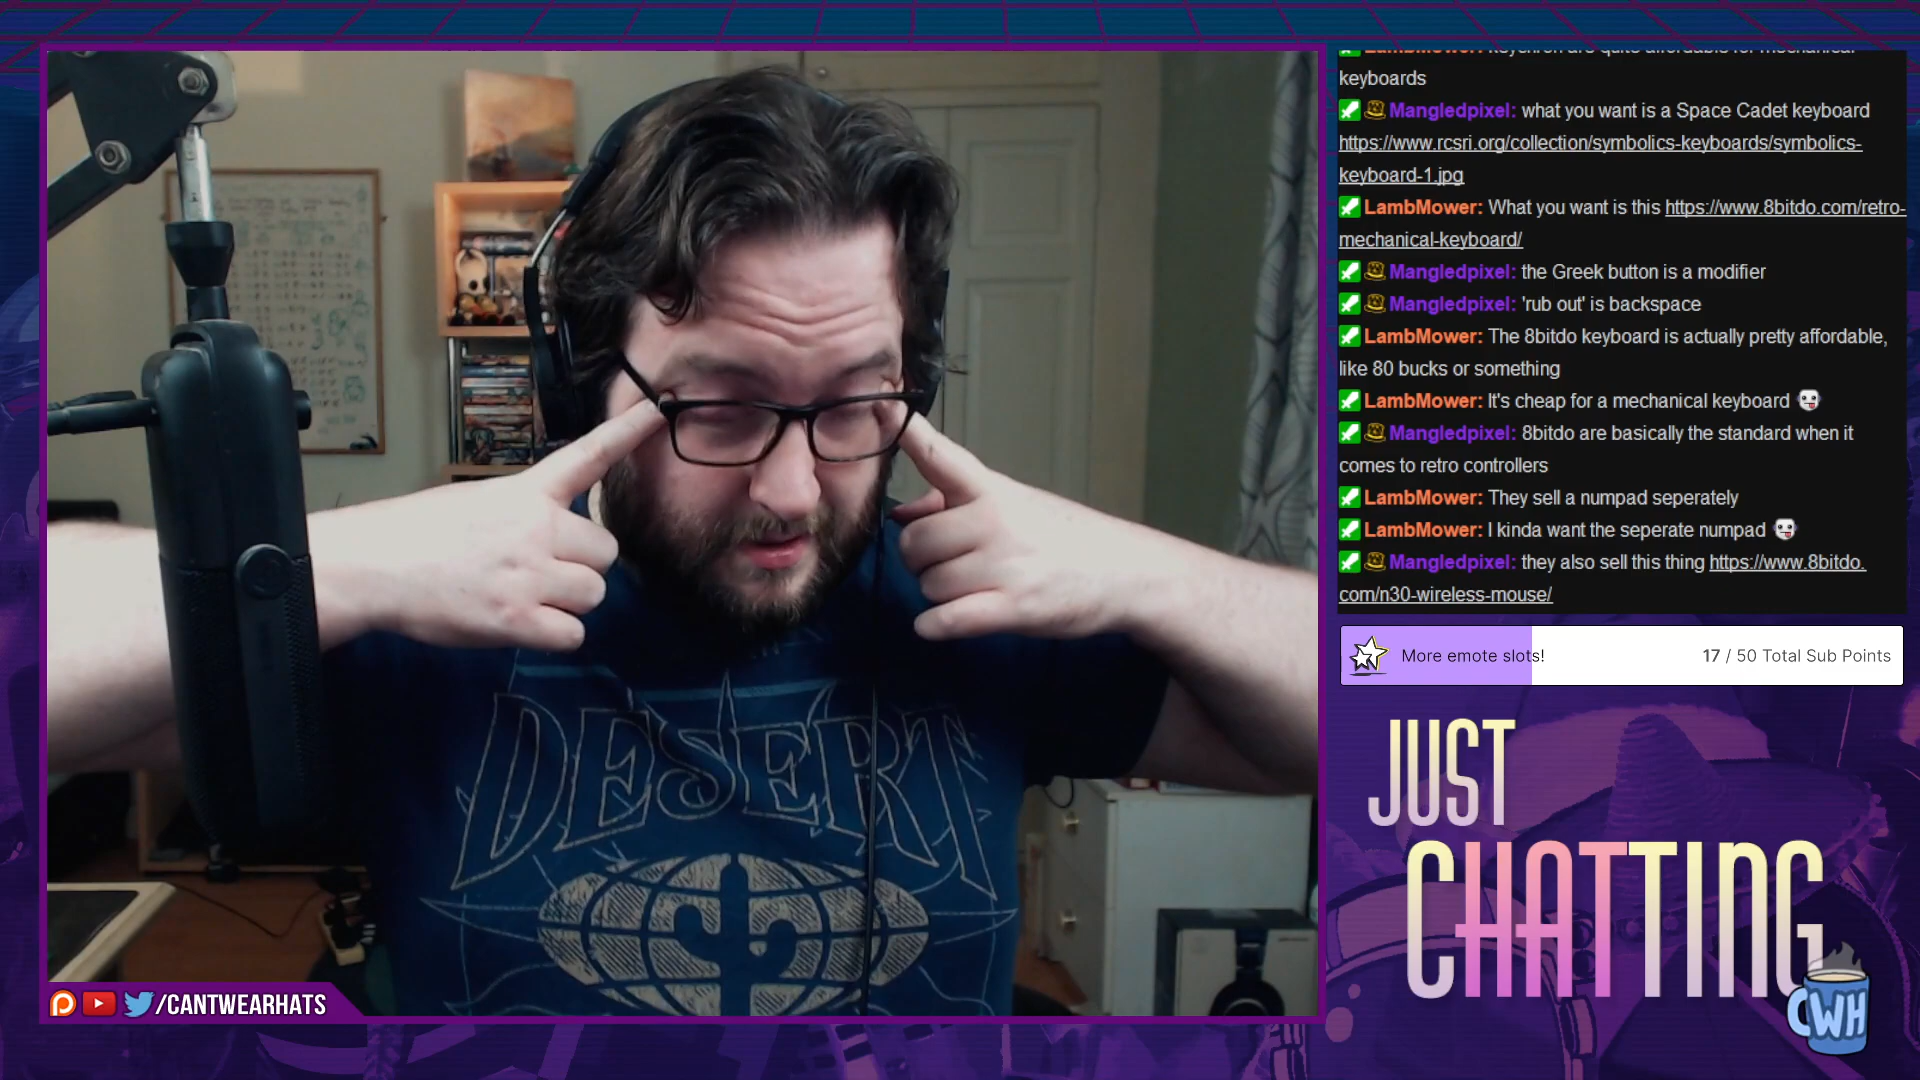 keyboards
Mangledpixel: what you want is a Space Cadet keyboard
https://www.rcsri.org/collection/symbolics-keyboards/symbolics-
keyboard-1.jpg
LambMower: What you want is this https://www.8bitdo.com/retro-
mechanical-keyboard/
Mangledpixel: the Greek button is a modifier
Mangledpixel: 'rub out' is backspace
LambMower: The 8bitdo keyboard is actually pretty affordable,
like 80 bucks or something
LambMower: It's cheap for a mechanical keyboard
Mangledpixel: 8bitdo are basically the standard when it
comes to retro controllers
LambMower: They sell a numpad seperately
LambMower: I kinda want the seperate numpad
Mangledpixel: they also sell this thing https://www.8bitdo.
com/n30-wireless-mouse/
More emote slots! 17 / 50 Total Sub Points
JUST
CHATTING
CWH
DESERT
/CANTWEARHATS